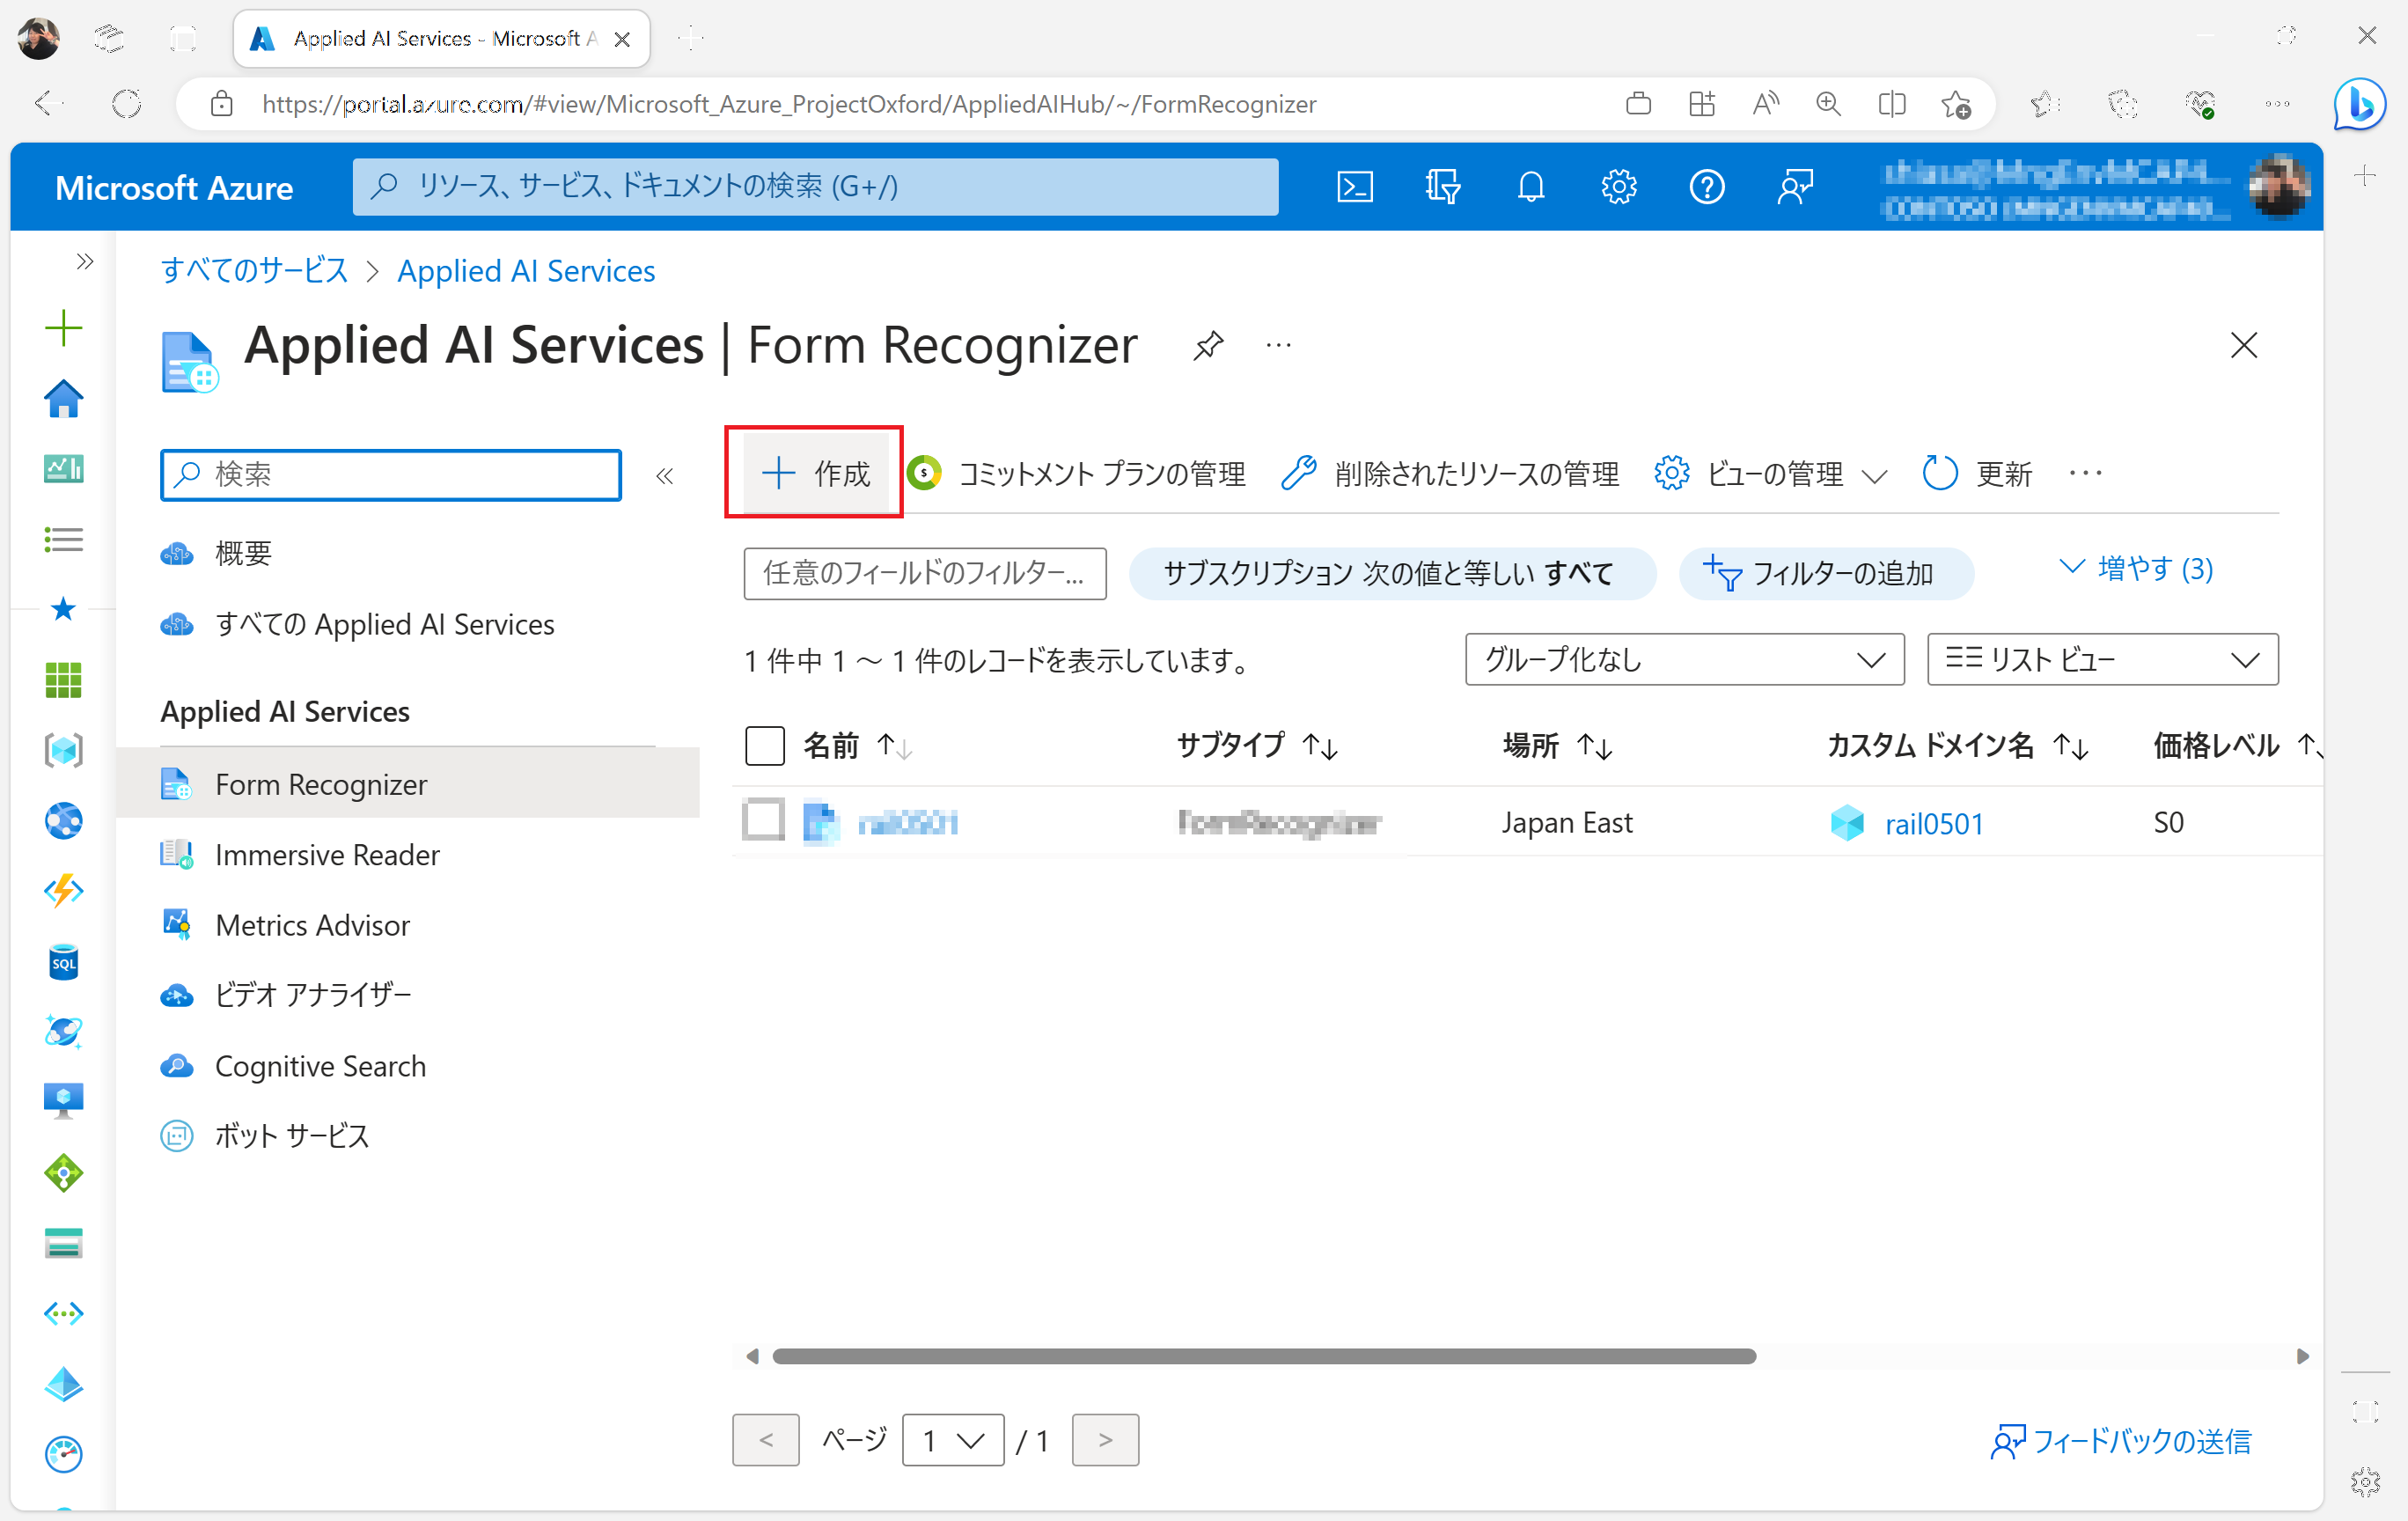 Applied AI Services - Microsoft A
https://portal.azure.com/#view/Microsoft_Azure_ProjectOxford/AppliedAIHub/~/FormRecognizer
Microsoft Azure
リソース、サービス、ドキュメントの検索 (G+/)
すべてのサービス > Applied AI Services
Applied AI Services | Form Recognizer
検索
作成
コミットメント プランの管理
削除されたリソースの管理
ビューの管理
更新
概要
すべての Applied AI Services
Applied AI Services
Form Recognizer
Immersive Reader
Metrics Advisor
ビデオ アナライザー
Cognitive Search
ボット サービス
任意のフィールドのフィルター...
サブスクリプション 次の値と等しい すべて
フィルターの追加
増やす (3)
1 件中 1 ～ 1 件のレコードを表示しています。
グループ化なし
リスト ビュー
名前 ↑↓ サブタイプ ↑↓ 場所 ↑↓ カスタム ドメイン名 ↑↓ 価格レベル ↑↓
rail0501 FormRecognizer Japan East rail0501 S0
< ページ 1 / 1 >
フィードバックの送信
SQL